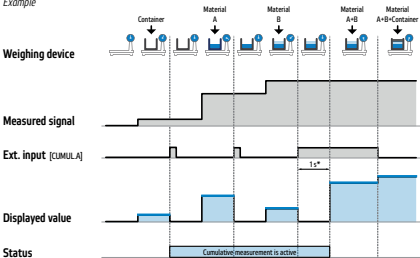 Example
Container
Material
A
Material
B
Material
A+B
Material
A+B+Container
Weighing device
Measured signal
Ext. input [CUMULA]
1s*
Displayed value
Status
Cumulative measurement is active